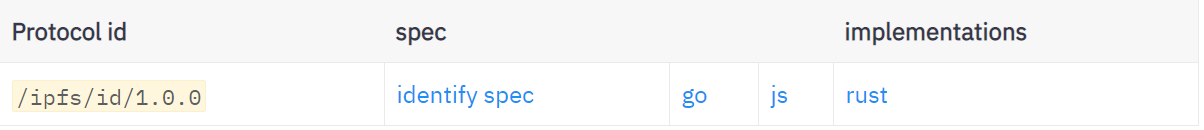 Protocol id spec implementations
/ipfs/id/1.0.0 identify spec go js rust